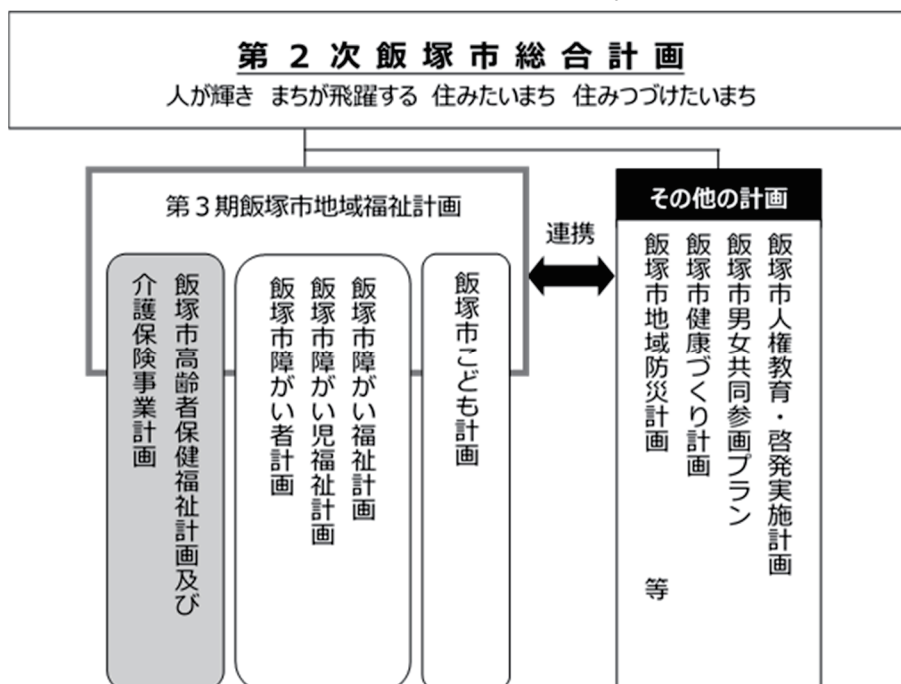 第２次飯塚市総合計画
人が輝き まちが飛躍する 住みたいまち 住みつづけたいまち
第３期飯塚市地域福祉計画
飯塚市高齢者保健福祉計画及び
介護保険事業計画
飯塚市障がい福祉計画
飯塚市障がい児福祉計画
飯塚市障がい者計画
飯塚市こども計画
連携
その他の計画
飯塚市人権教育・啓発実施計画
飯塚市男女共同参画プラン
飯塚市健康づくり計画
飯塚市地域防災計画 等